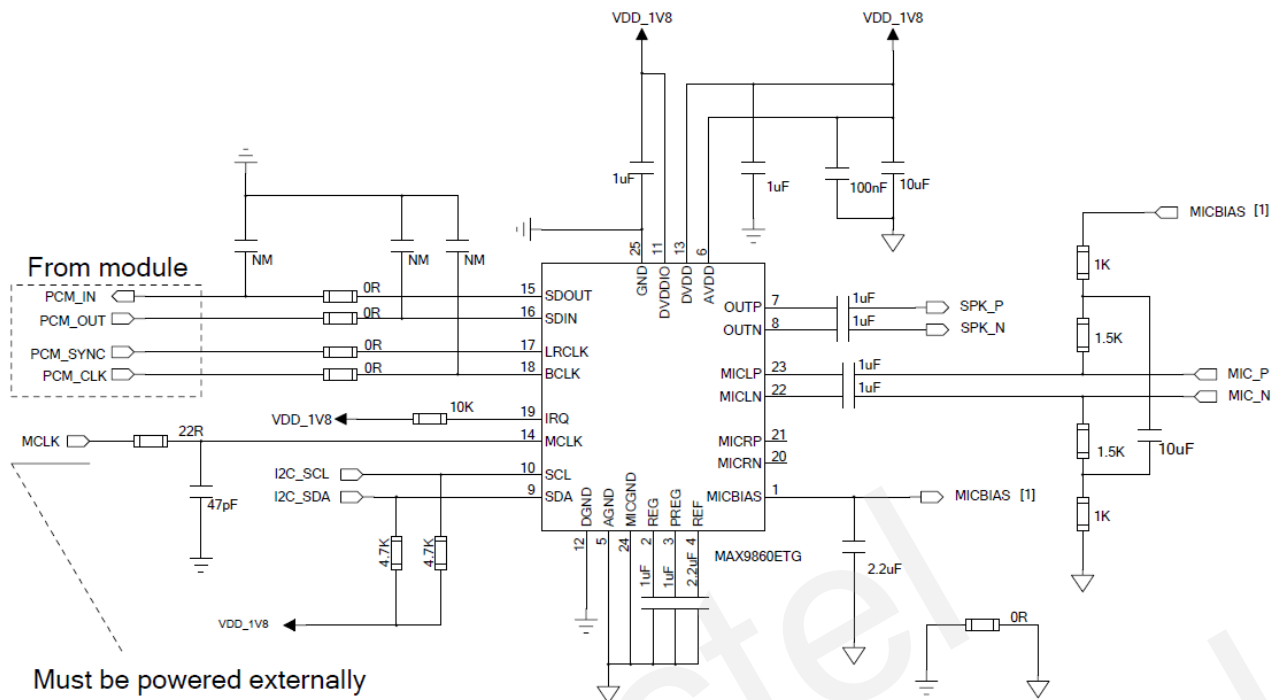 VDD_1V8
VDD_1V8
1uF
1uF
100nF
10uF
MICBIAS [1]
NM
NM
NM
25
11
13
6
1K
From module
GND
DVDDIO
DVDD
AVDD
PCM_IN
0R
15
SDOUT
OUTP
7
1uF
SPK_P
PCM_OUT
0R
16
SDIN
OUTN
8
1uF
SPK_N
1.5K
PCM_SYNC
0R
17
LRCLK
PCM_CLK
0R
18
BCLK
MICLP
23
1uF
MIC_P
MICLN
22
1uF
MIC_N
VDD_1V8
10K
19
IRQ
MCLK
22R
14
MCLK
MICRP
21
MICRN
20
1.5K
10uF
I2C_SCL
10
SCL
I2C_SDA
9
SDA
MICBIAS
1
MICBIAS [1]
47pF
DGND
AGND
MICGND
REG
PREG
REF
1K
12
5
24
2
3
4
MAX9860ETG
4.7K
4.7K
1uF
1uF
2.2uF
2.2uF
VDD_1V8
0R
Must be powered externally